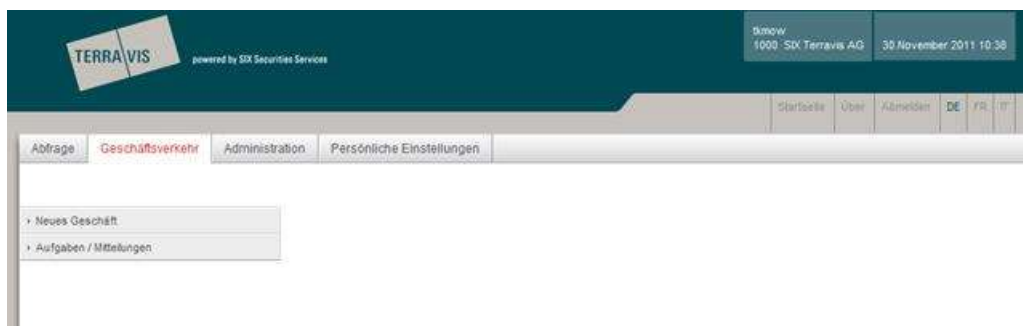 tkmow
1000 SIX Terravis AG
30.November 2011 10:38
TERRA VIS
powered by SIX Securities Services
Startseite Über Abmelden DE FR IT
Abfrage Geschäftsverkehr Administration Persönliche Einstellungen
› Neues Geschäft
› Aufgaben / Mitteilungen